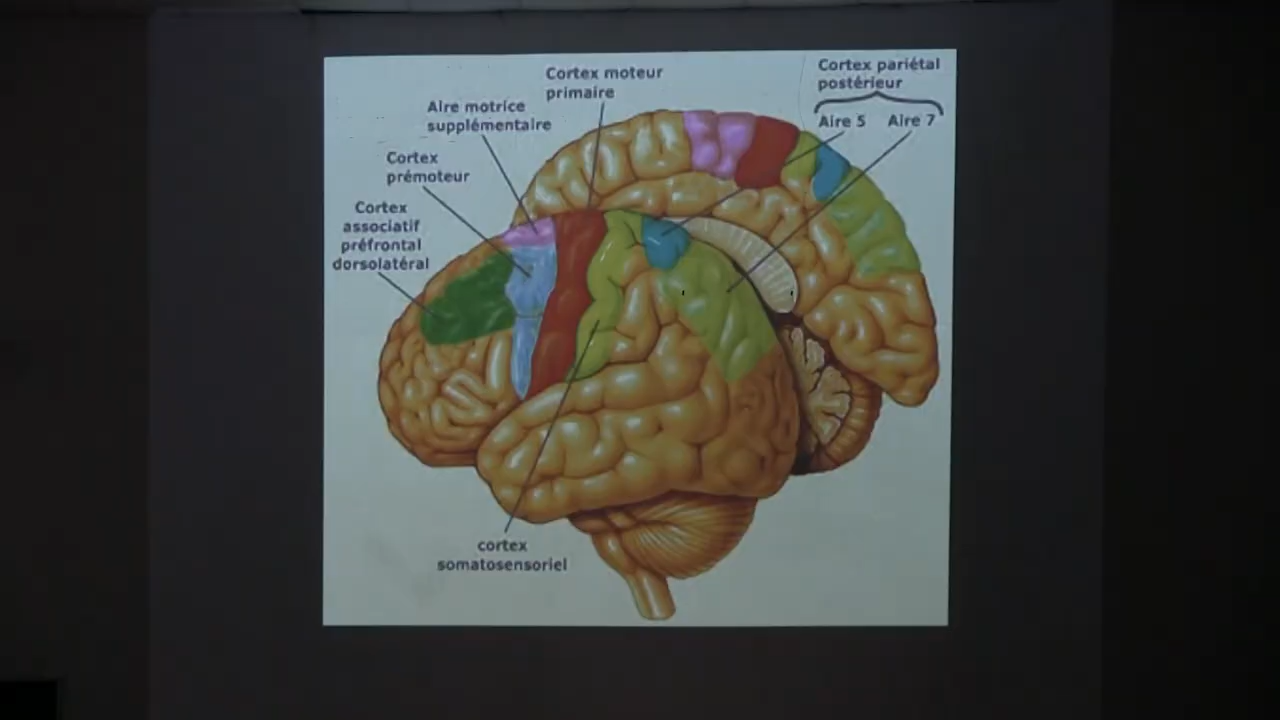 Cortex moteur
primaire
Cortex pariétal
postérieur
Aire motrice
supplémentaire
Aire 5 Aire 7
Cortex
prémoteur
Cortex
associatif
préfrontal
dorsolatéral
cortex
somatosensoriel